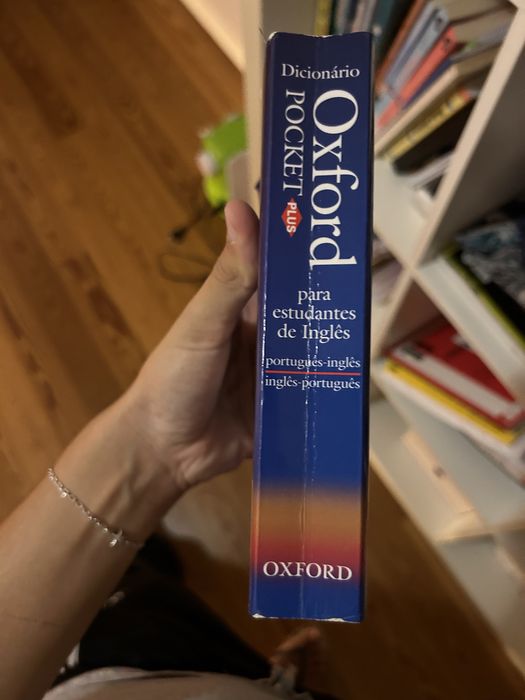 Dicionário
Oxford
POCKET PLUS
para
estudantes
de Inglês
português-inglês
inglês-português
OXFORD